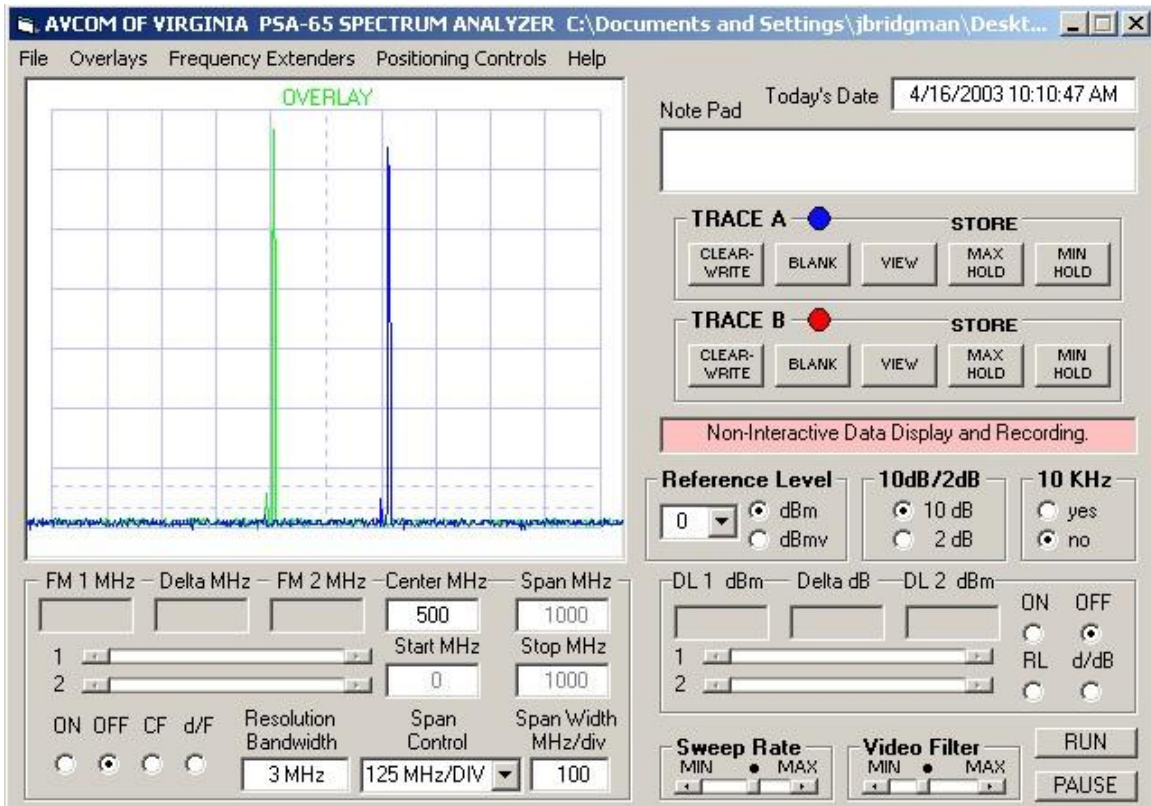 AVCOM OF VIRGINIA PSA-65 SPECTRUM ANALYZER C:\Documents and Settings\jbridgman\Deskt...
File Overlays Frequency Extenders Positioning Controls Help
OVERLAY
Today's Date 4/16/2003 10:10:47 AM
Note Pad
TRACE A STORE
CLEAR-WRITE BLANK VIEW MAX HOLD MIN HOLD
TRACE B STORE
CLEAR-WRITE BLANK VIEW MAX HOLD MIN HOLD
Non-Interactive Data Display and Recording.
Reference Level 10dB/2dB 10 KHz
0 dBm 10 dB yes
dBmv 2 dB no
FM 1 MHz Delta MHz FM 2 MHz Center MHz Span MHz
500 1000
Start MHz Stop MHz
1 0 1000
2
ON OFF CF d/F
Resolution Bandwidth Span Control Span Width MHz/div
3 MHz 125 MHz/DIV 100
DL 1 dBm Delta dB DL 2 dBm
ON OFF
1 RL d/dB
2
Sweep Rate Video Filter RUN
MIN MAX MIN MAX PAUSE